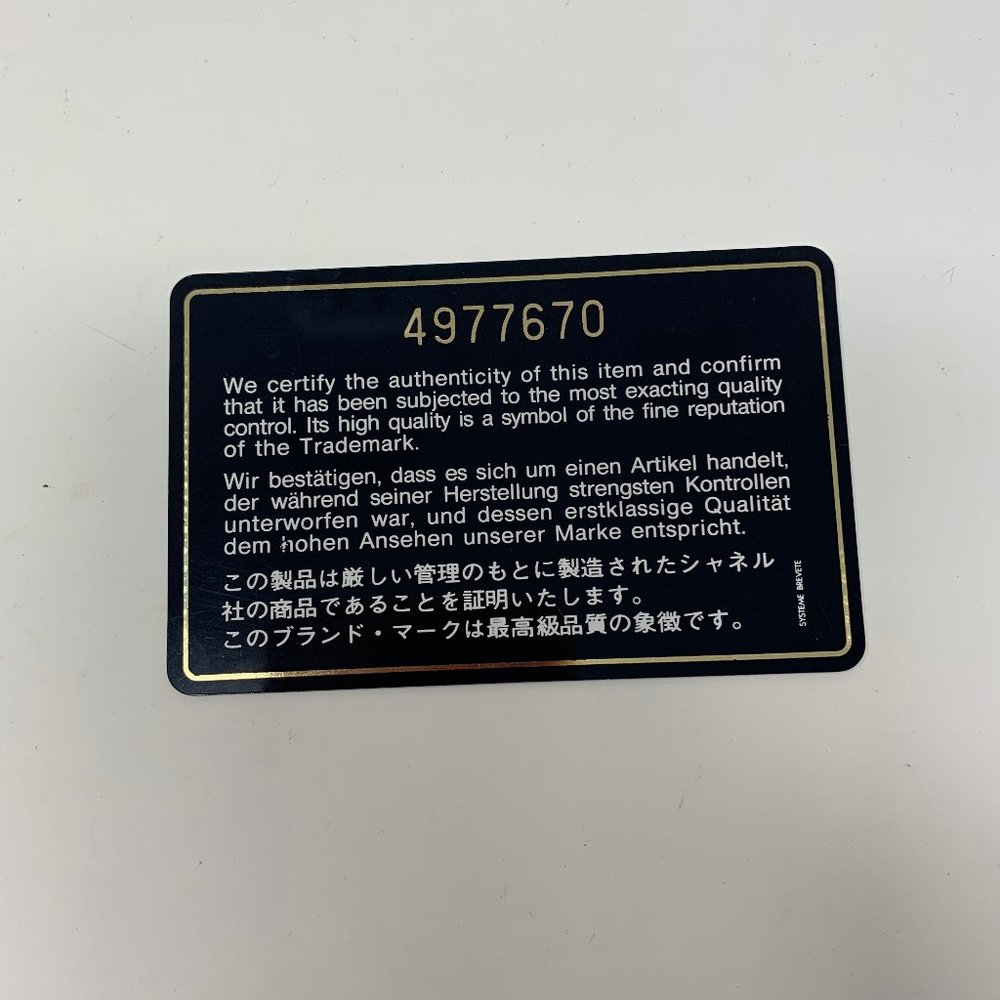 4977670
We certify the authenticity of this item and confirm
that it has been subjected to the most exacting quality
control. Its high quality is a symbol of the fine reputation
of the Trademark.
Wir bestätigen, dass es sich um einen Artikel handelt,
der während seiner Herstellung strengsten Kontrollen
unterworfen war, und dessen erstklassige Qualität
dem hohen Ansehen unserer Marke entspricht.
この製品は厳しい管理のもとに製造されたシャネル
社の商品であることを証明いたします。
このブランド・マークは最高級品質の象徴です。
SYSTEME BREVETE